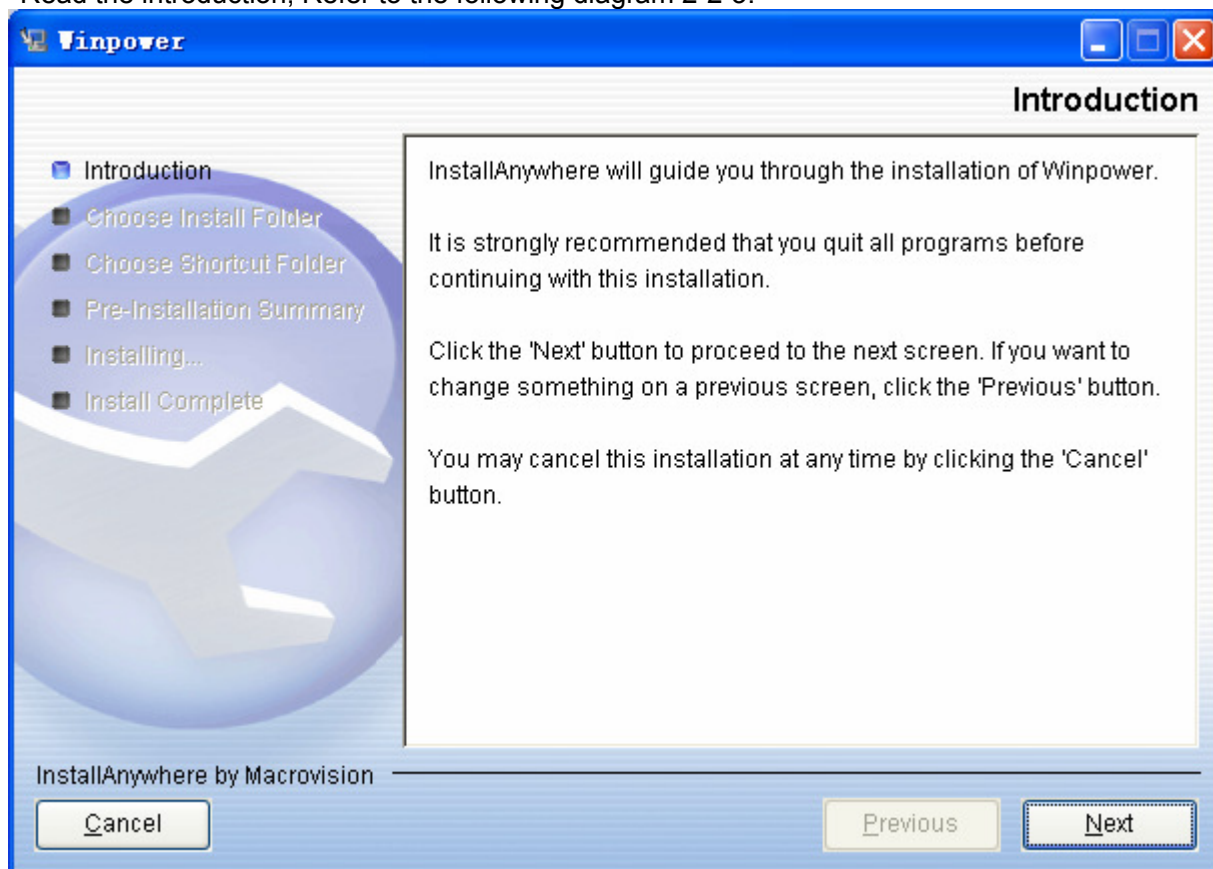 Read the introduction, Refer to the following diagram 2-2-3:
Winpower
Introduction
Introduction
Choose Install Folder
Choose Shortcut Folder
Pre-Installation Summary
Installing...
Install Complete
InstallAnywhere will guide you through the installation of Winpower.
It is strongly recommended that you quit all programs before
continuing with this installation.
Click the 'Next' button to proceed to the next screen. If you want to
change something on a previous screen, click the 'Previous' button.
You may cancel this installation at any time by clicking the 'Cancel'
button.
InstallAnywhere by Macrovision
Cancel
Previous
Next